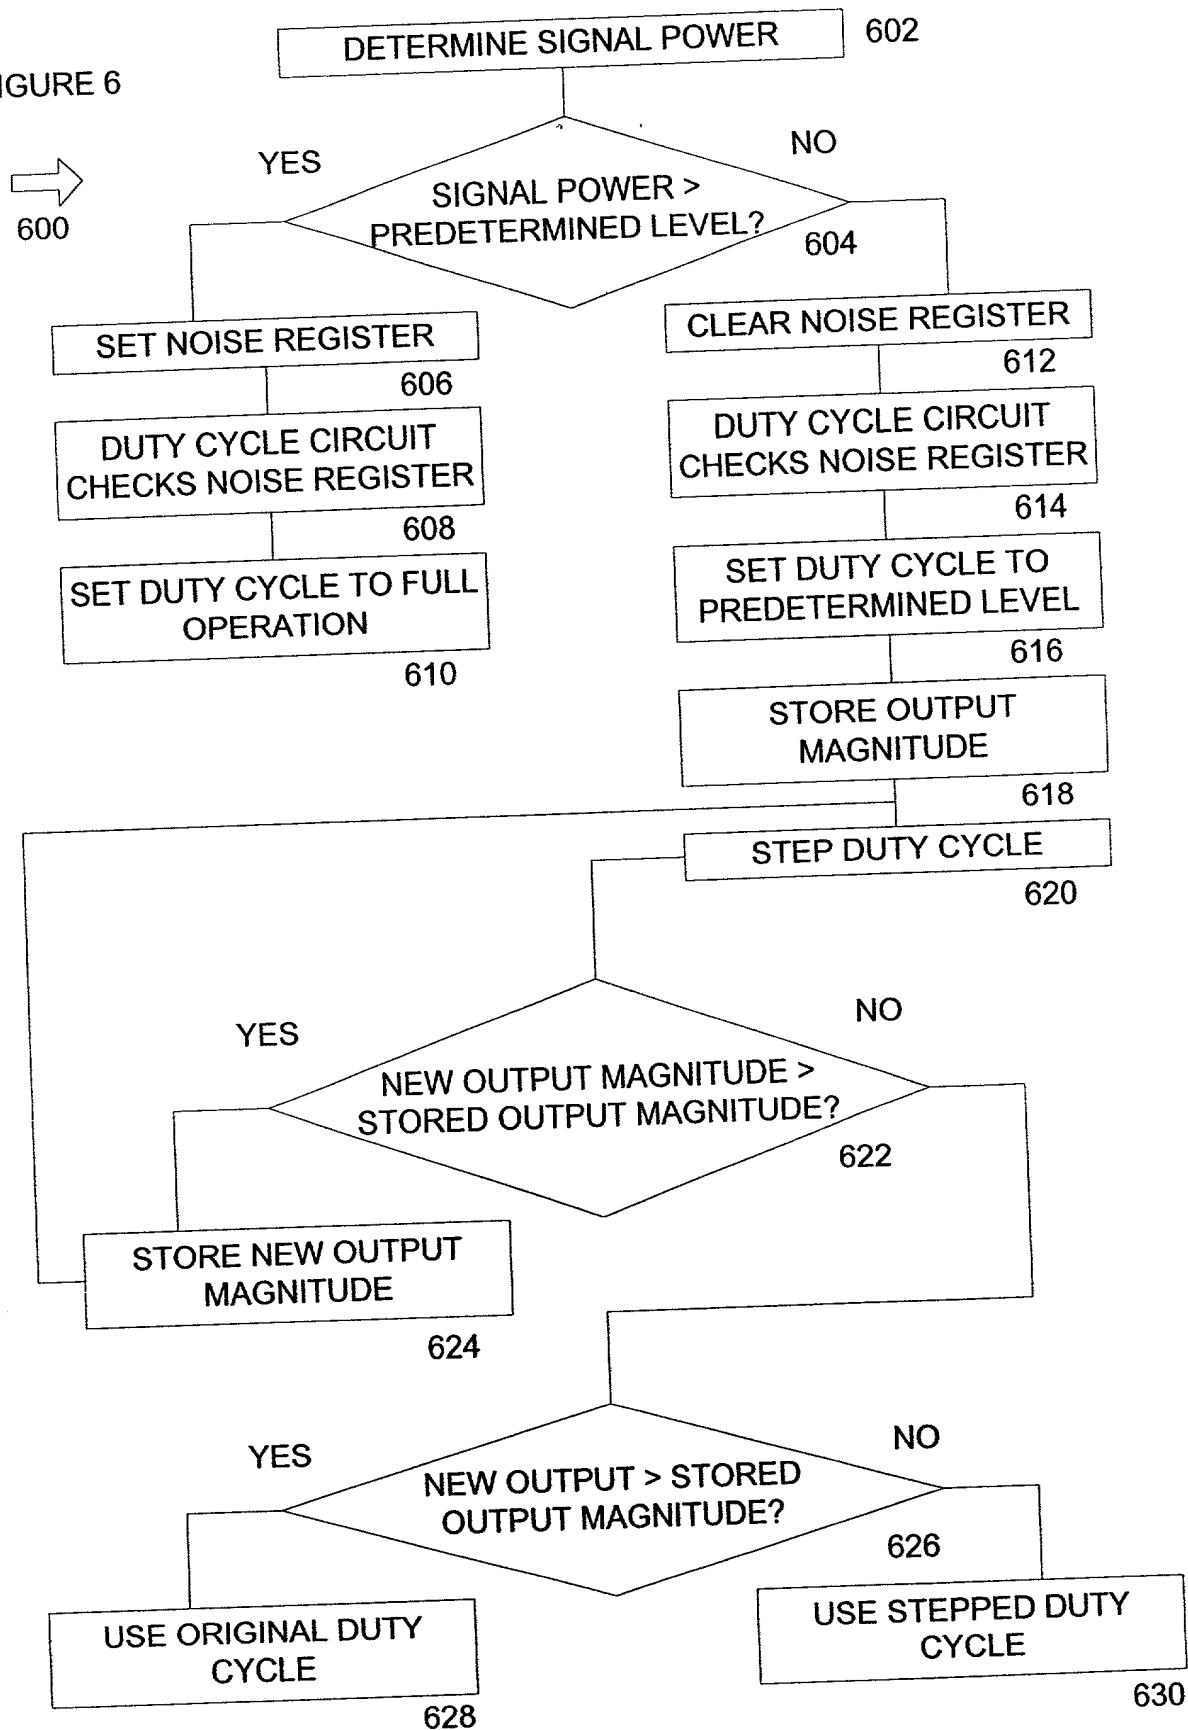 DETERMINE SIGNAL POWER
602
IGURE 6
YES
NO
600
SIGNAL POWER >
PREDETERMINED LEVEL?
604
SET NOISE REGISTER
606
DUTY CYCLE CIRCUIT
CHECKS NOISE REGISTER
608
SET DUTY CYCLE TO FULL
OPERATION
610
CLEAR NOISE REGISTER
612
DUTY CYCLE CIRCUIT
CHECKS NOISE REGISTER
614
SET DUTY CYCLE TO
PREDETERMINED LEVEL
616
STORE OUTPUT
MAGNITUDE
618
STEP DUTY CYCLE
620
YES
NO
NEW OUTPUT MAGNITUDE >
STORED OUTPUT MAGNITUDE?
622
STORE NEW OUTPUT
MAGNITUDE
624
YES
NO
NEW OUTPUT > STORED
OUTPUT MAGNITUDE?
626
USE ORIGINAL DUTY
CYCLE
628
USE STEPPED DUTY
CYCLE
630